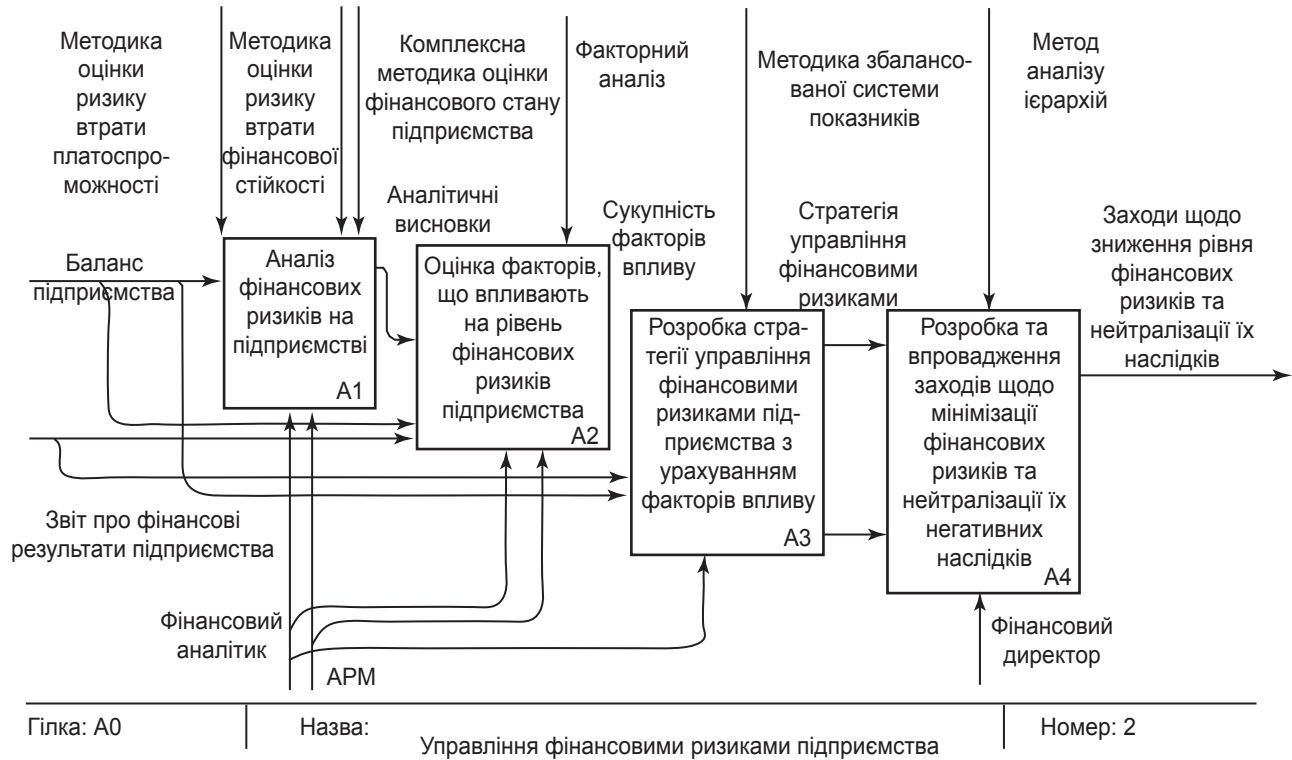 Методика
оцінки
ризику
втрати
платоспро-
можності
Методика
оцінки
ризику
втрати
фінансової
стійкості
Комплексна
методика оцінки
фінансового стану
підприємства
Факторний
аналіз
Методика збалансо-
ваної системи
показників
Метод
аналізу
ієрархій
Аналітичні
висновки
Сукупність
факторів
впливу
Стратегія
управління
фінансовими
ризиками
Заходи щодо
зниження рівня
фінансових
ризиків та
нейтралізації їх
наслідків
Баланс
підприємства
Аналіз
фінансових
ризиків на
підприємстві
А1
Оцінка факторів,
що впливають
на рівень
фінансових
ризиків
підприємства
А2
Розробка стра-
тегії управління
фінансовими
ризиками під-
приємства з
урахуванням
факторів впливу
А3
Розробка та
впровадження
заходів щодо
мінімізації
фінансових
ризиків та
нейтралізації їх
негативних
наслідків
А4
Звіт про фінансові
результати підприємства
Фінансовий
аналітик
АРМ
Фінансовий
директор
Гілка: А0
Назва:
Управління фінансовими ризиками підприємства
Номер: 2